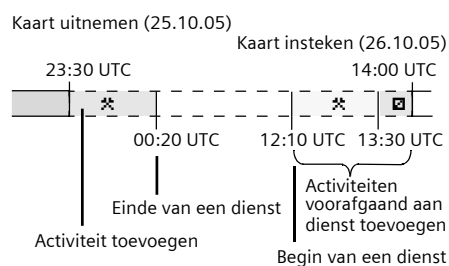 Kaart uitnemen (25.10.05)
Kaart insteken (26.10.05)
23:30 UTC
14:00 UTC
00:20 UTC
12:10 UTC
13:30 UTC
Einde van een dienst
Activiteit toevoegen
Activiteiten
voorafgaand aan
dienst toevoegen
Begin van een dienst